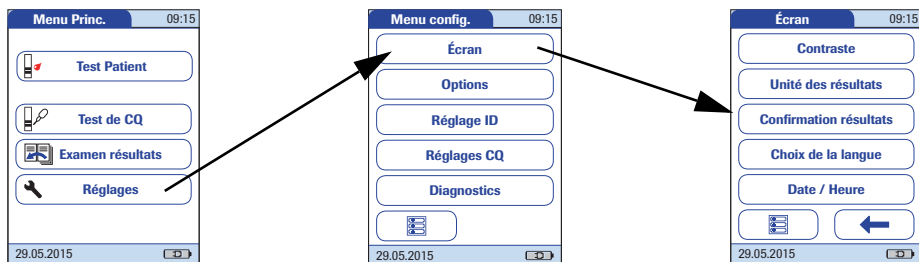 Menu Princ. 09:15
Test Patient
Test de CQ
Examen résultats
Réglages
29.05.2015
Menu config. 09:15
Écran
Options
Réglage ID
Réglages CQ
Diagnostics
29.05.2015
Écran 09:15
Contraste
Unité des résultats
Confirmation résultats
Choix de la langue
Date / Heure
29.05.2015